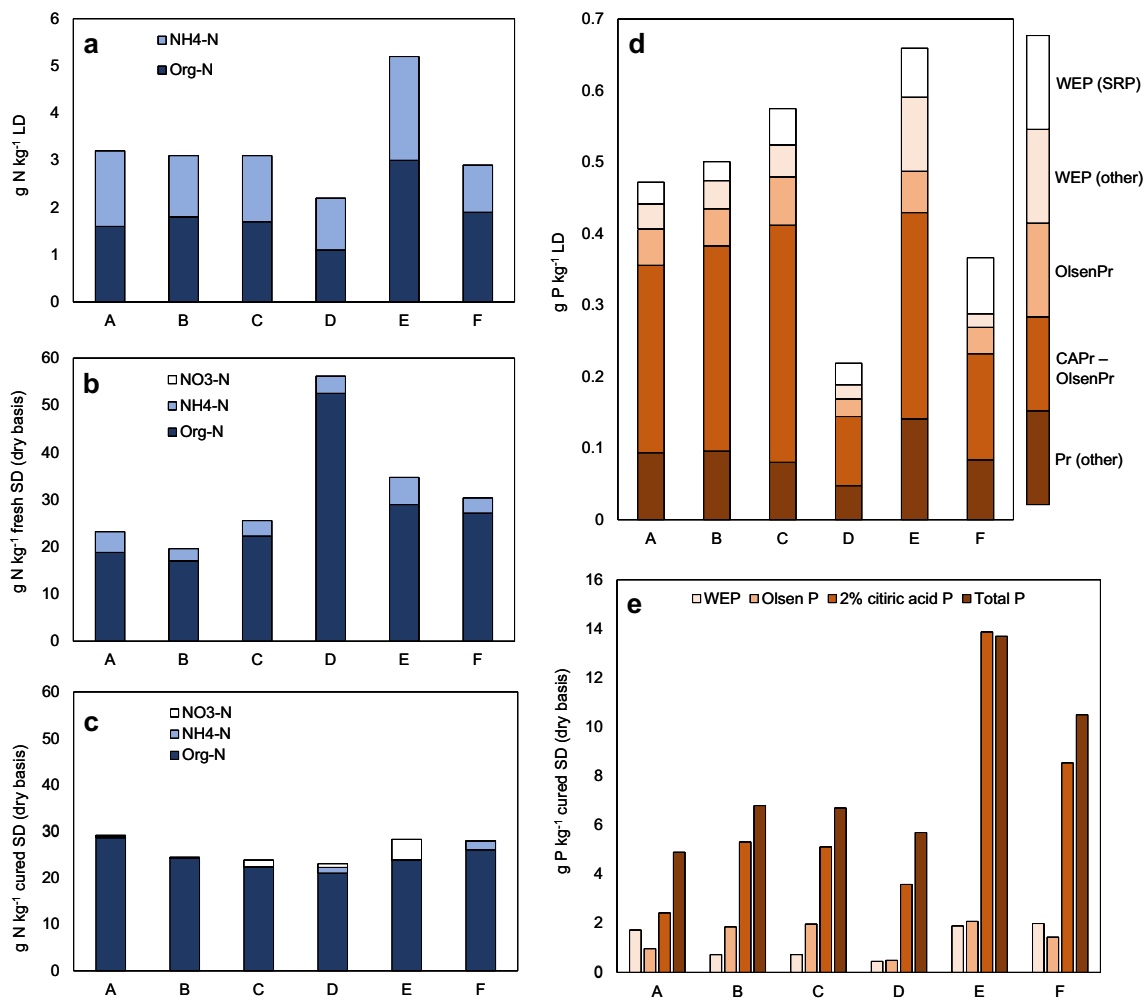 a
NH4-N
Org-N
g N kg-1 LD
6
5
4
3
2
1
0
A B C D E F
b
NO3-N
NH4-N
Org-N
g N kg-1 fresh SD (dry basis)
60
50
40
30
20
10
0
A B C D E F
c
NO3-N
NH4-N
Org-N
g N kg-1 cured SD (dry basis)
60
50
40
30
20
10
0
A B C D E F
d
g P kg-1 LD
0.7
0.6
0.5
0.4
0.3
0.2
0.1
0
A B C D E F
WEP (SRP)
WEP (other)
OlsenPr
CAPr –
OlsenPr
Pr (other)
e
WEP Olsen P 2% citiric acid P Total P
g P kg-1 cured SD (dry basis)
16
14
12
10
8
6
4
2
0
A B C D E F